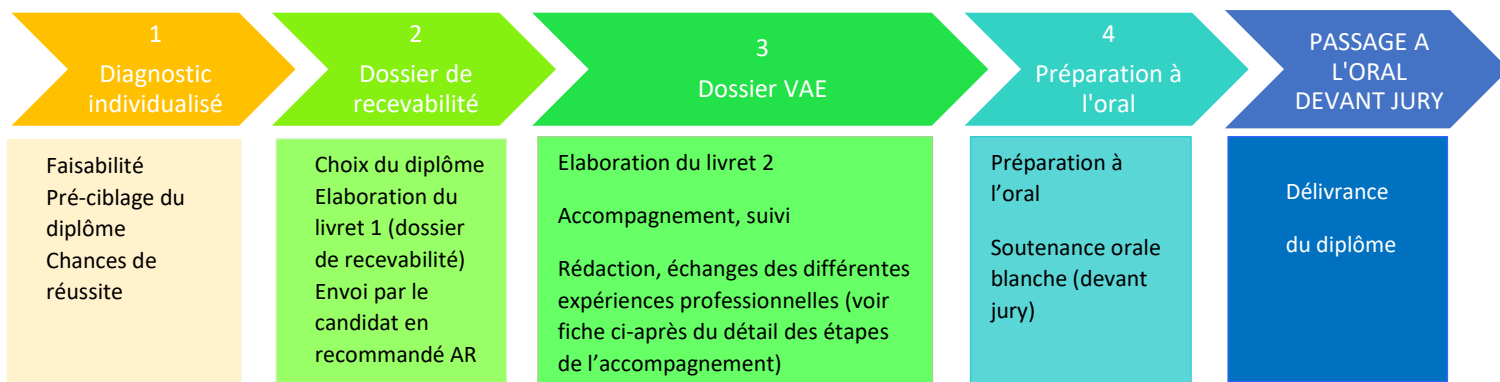 1
Diagnostic
individualisé
2
Dossier de
recevabilité
3
Dossier VAE
4
Préparation à
l'oral
PASSAGE A
L'ORAL
DEVANT JURY
Faisabilité
Pré-ciblage du
diplôme
Chances de
réussite
Choix du diplôme
Elaboration du
livret 1 (dossier
de recevabilité)
Envoi par le
candidat en
recommandé AR
Elaboration du livret 2
Accompagnement, suivi
Rédaction, échanges des différentes
expériences professionnelles (voir
fiche ci-après du détail des étapes
de l’accompagnement)
Préparation à
l’oral
Soutenance orale
blanche (devant
jury)
Délivrance
du diplôme